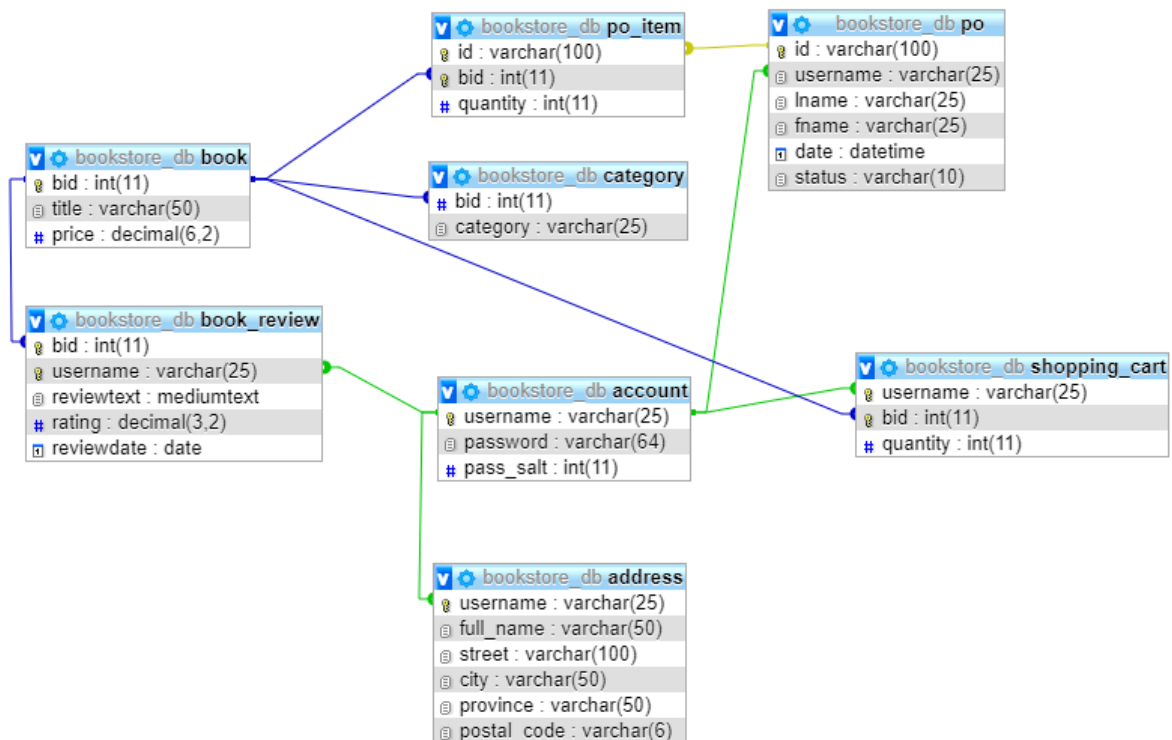 bookstore_db po_item
id : varchar(100)
bid : int(11)
# quantity : int(11)
bookstore_db po
id : varchar(100)
username : varchar(25)
lname : varchar(25)
fname : varchar(25)
date : datetime
status : varchar(10)
bookstore_db book
bid : int(11)
title : varchar(50)
# price : decimal(6,2)
bookstore_db category
# bid : int(11)
category : varchar(25)
bookstore_db book_review
bid : int(11)
username : varchar(25)
reviewtext : mediumtext
# rating : decimal(3,2)
reviewdate : date
bookstore_db account
username : varchar(25)
password : varchar(64)
# pass_salt : int(11)
bookstore_db shopping_cart
username : varchar(25)
bid : int(11)
# quantity : int(11)
bookstore_db address
username : varchar(25)
full_name : varchar(50)
street : varchar(100)
city : varchar(50)
province : varchar(50)
postal_code : varchar(6)